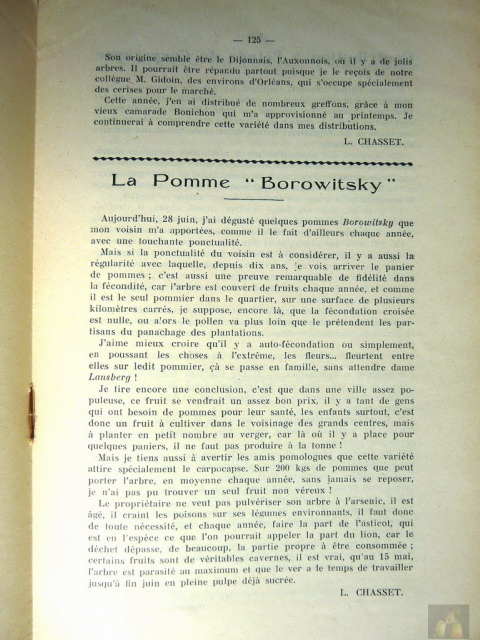 — 125 —
Son origine semble être le Dijonnais, l'Auxonnois, où il y a de jolis
arbres. Il pourrait être répandu partout puisque je le reçois de notre
collègue M. Gidoin, des environs d'Orléans, qui s'occupe spécialement
des cerises pour le marché.
Cette année, j'en ai distribué de nombreux greffons, grâce à mon
vieux camarade Bonichon qui m'a approvisionné au printemps. Je
continuerai à comprendre cette variété dans mes distributions.
L. CHASSET.
La Pomme "Borowitsky"
Aujourd'hui, 28 juin, j'ai dégusté quelques pommes Borowitsky que
mon voisin m'a apportées, comme il le fait d'ailleurs chaque année,
avec une touchante ponctualité.
Mais si la ponctualité du voisin est à considérer, il y a aussi la
régularité avec laquelle, depuis dix ans, je vois arriver le panier
de pommes ; c'est aussi une preuve remarquable de fidélité dans
la fécondité, car l'arbre est couvert de fruits chaque année, et comme
il est le seul pommier dans le quartier, sur une surface de plusieurs
kilomètres carrés, je suppose, encore là, que la fécondation croisée
est nulle, ou alors le pollen va plus loin que le prétendent les par-
tisans du panachage des plantations.
J'aime mieux croire qu'il y a auto-fécondation ou simplement,
en poussant les choses à l'extrême, les fleurs... fleurtent entre
elles sur ledit pommier, çà se passe en famille, sans attendre dame
Lansberg !
Je tire encore une conclusion, c'est que dans une ville assez po-
puleuse, ce fruit se vendrait un assez bon prix, il y a tant de gens
qui ont besoin de pommes pour leur santé, les enfants surtout, c'est
donc un fruit à cultiver dans le voisinage des grands centres, mais
à planter en petit nombre au verger, car là où il y a place pour
quelques paniers, il ne faut pas produire à la tonne !
Mais je tiens aussi à avertir les amis pomologues que cette variété
attire spécialement le carpocapse. Sur 200 kgs de pommes que peut
porter l'arbre, en moyenne chaque année, sans jamais se reposer,
je n'ai pas pu trouver un seul fruit non véreux !
Le propriétaire ne veut pas pulvériser son arbre à l'arsenic, il est
âgé, il craint les poisons sur ses légumes environnants, il faut donc
de toute nécessité, et chaque année, faire la part de l'asticot, qui
est en l'espèce ce que l'on pourrait appeler la part du lion, car le
déchet dépasse, de beaucoup, la partie propre à être consommée ;
certains fruits sont de véritables cavernes, il est vrai, qu'au 15 mai,
l'arbre est parasité au maximum et que le ver a le temps de travailler
jusqu'à fin juin en pleine pulpe déjà sucrée.
L. CHASSET.